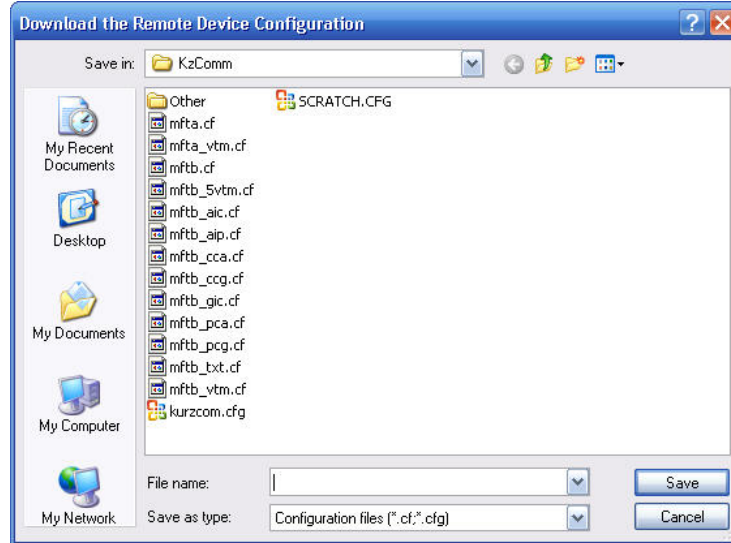 Download the Remote Device Configuration
Save in: KzComm
My Recent Documents
Desktop
My Documents
My Computer
My Network
Other
mfta.cf
mfta_vtm.cf
mftb.cf
mftb_5vtm.cf
mftb_aic.cf
mftb_aip.cf
mftb_cca.cf
mftb_ccg.cf
mftb_gic.cf
mftb_pca.cf
mftb_pcg.cf
mftb_txt.cf
mftb_vtm.cf
kurzcom.cfg
SCRATCH.CFG
File name:
Save
Save as type: Configuration files (*.cf;*.cfg)
Cancel